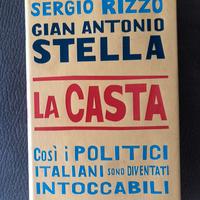 SERGIO RIZZO
GIAN ANTONIO
STELLA
LA CASTA
COSÌ i POLITICI
ITALIANI SONO DIVENTATI
INTOCCABILI